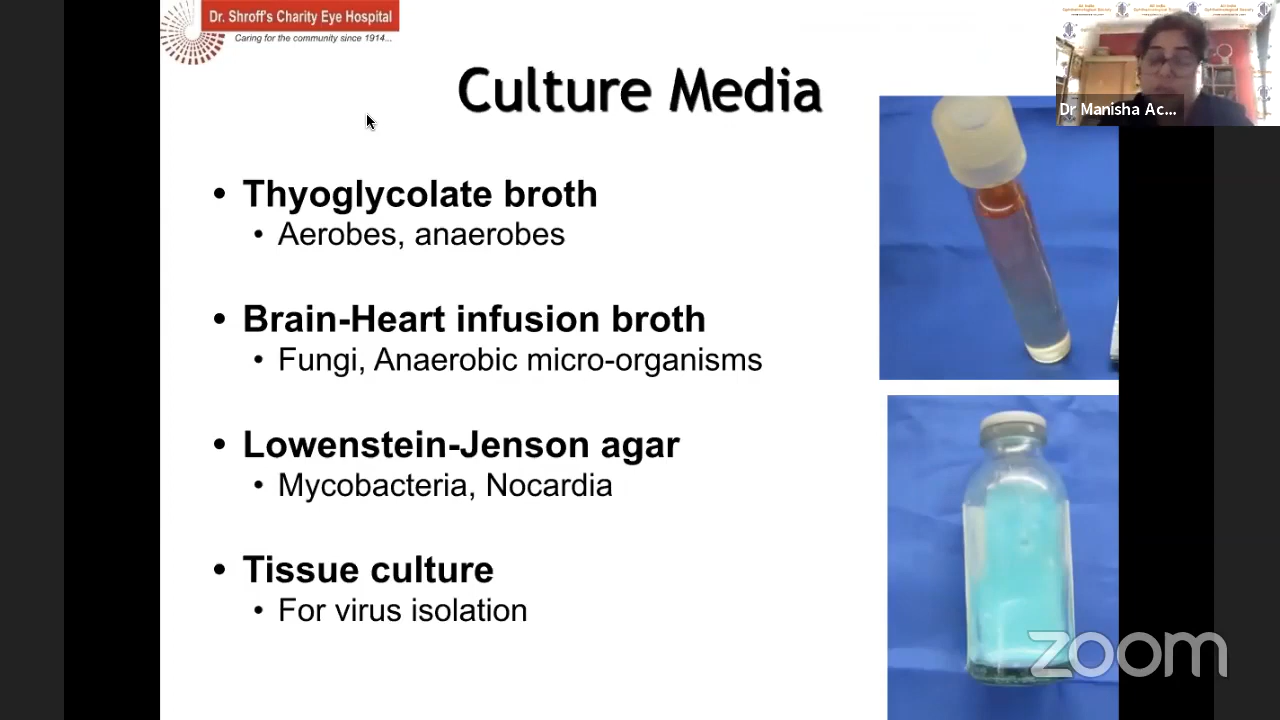 Dr. Shroff's Charity Eye Hospital
Caring for the community since 1914...
Culture Media
• Thyoglycolate broth
• Aerobes, anaerobes
• Brain-Heart infusion broth
• Fungi, Anaerobic micro-organisms
• Lowenstein-Jenson agar
• Mycobacteria, Nocardia
• Tissue culture
• For virus isolation
Dr Manisha Ac...
zoom